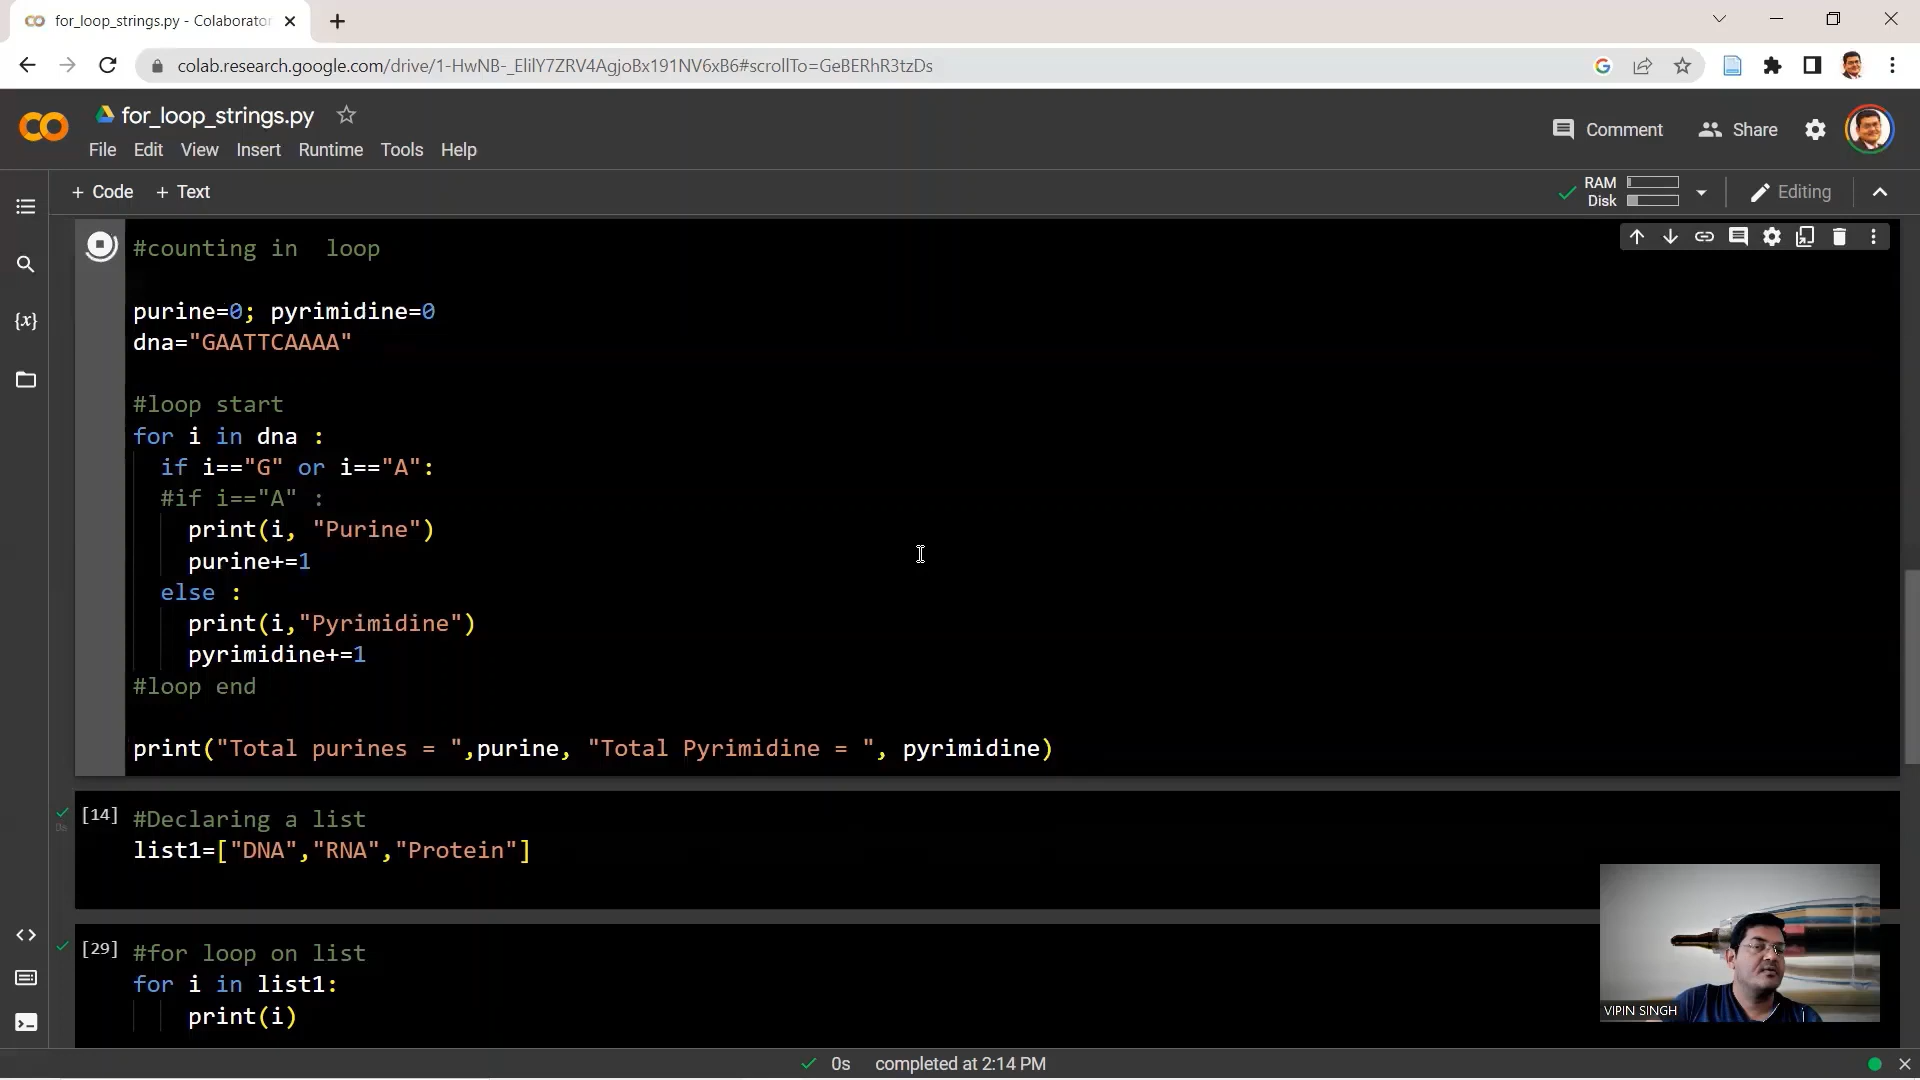 for_loop_strings.py - Colaborator
colab.research.google.com/drive/1-HwNB-_ElilY7ZRV4AgjoBx191NV6xB6#scrollTo=GeBERhR3tzDs
for_loop_strings.py
Comment Share
File Edit View Insert Runtime Tools Help
+ Code + Text
RAM
Disk
Editing
#counting in  loop
purine=0; pyrimidine=0
dna="GAATTCAAAA"
#loop start
for i in dna :
if i=="G" or i=="A":
#if i=="A" :
print(i, "Purine")
purine+=1
else :
print(i,"Pyrimidine")
pyrimidine+=1
#loop end
print("Total purines = ",purine, "Total Pyrimidine = ", pyrimidine)
[14] #Declaring a list
0s
list1=["DNA","RNA","Protein"]
[29] #for loop on list
for i in list1:
print(i)
VIPIN SINGH
0s completed at 2:14 PM